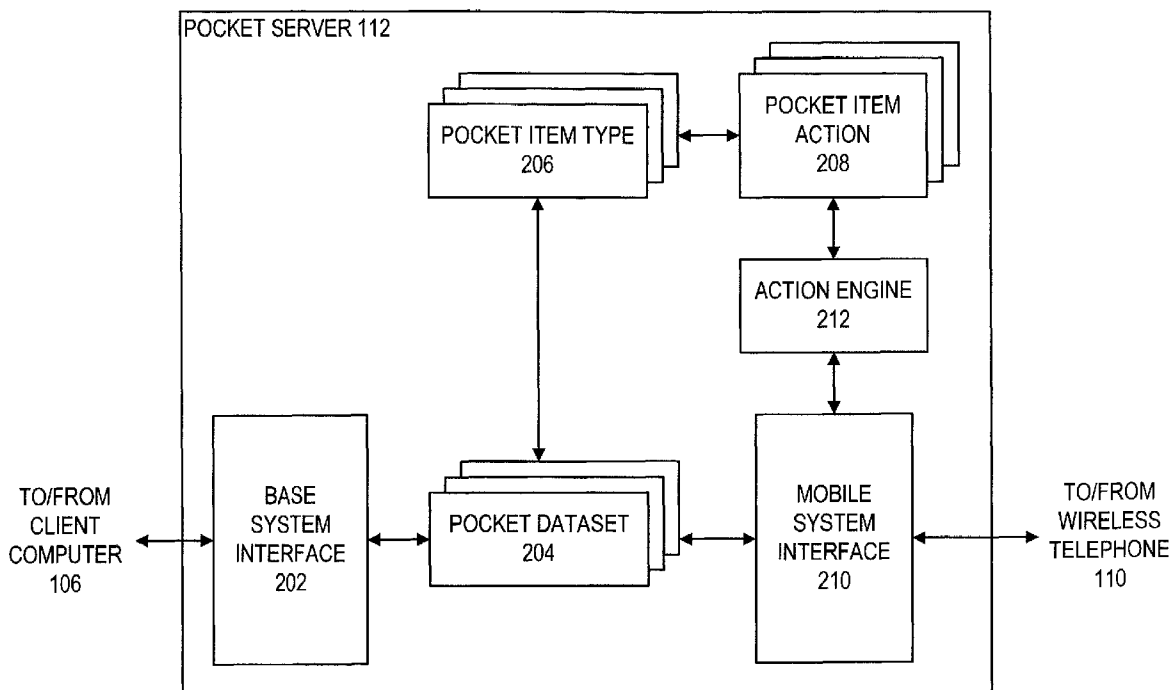 POCKET SERVER 112
POCKET ITEM TYPE
206
POCKET ITEM
ACTION
208
ACTION ENGINE
212
TO/FROM
CLIENT
COMPUTER
106
BASE
SYSTEM
INTERFACE
202
POCKET DATASET
204
MOBILE
SYSTEM
INTERFACE
210
TO/FROM
WIRELESS
TELEPHONE
110